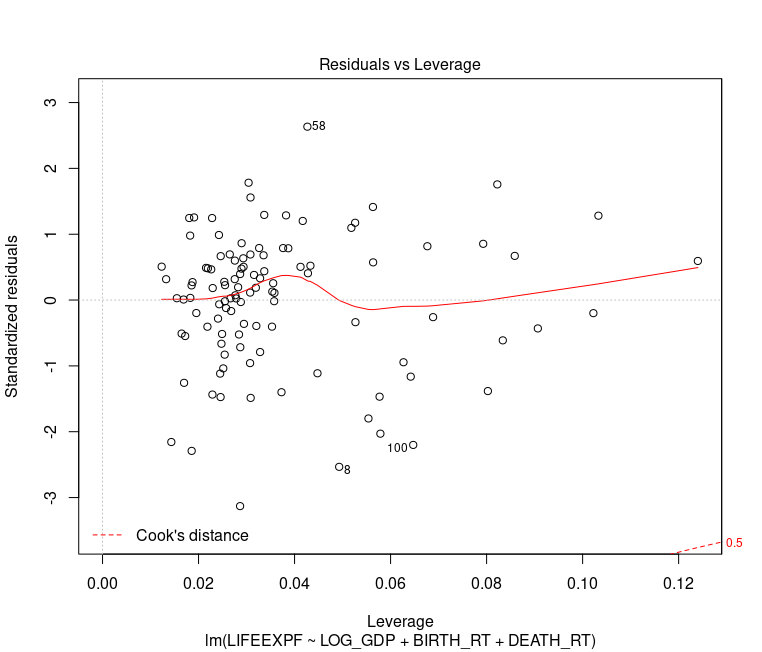 Residuals vs Leverage
Standardized residuals
3
2
1
0
-1
-2
-3
58
100
8
Cook's distance
0.5
0.00 0.02 0.04 0.06 0.08 0.10 0.12
Leverage
lm(LIFEEXPF ~ LOG_GDP + BIRTH_RT + DEATH_RT)